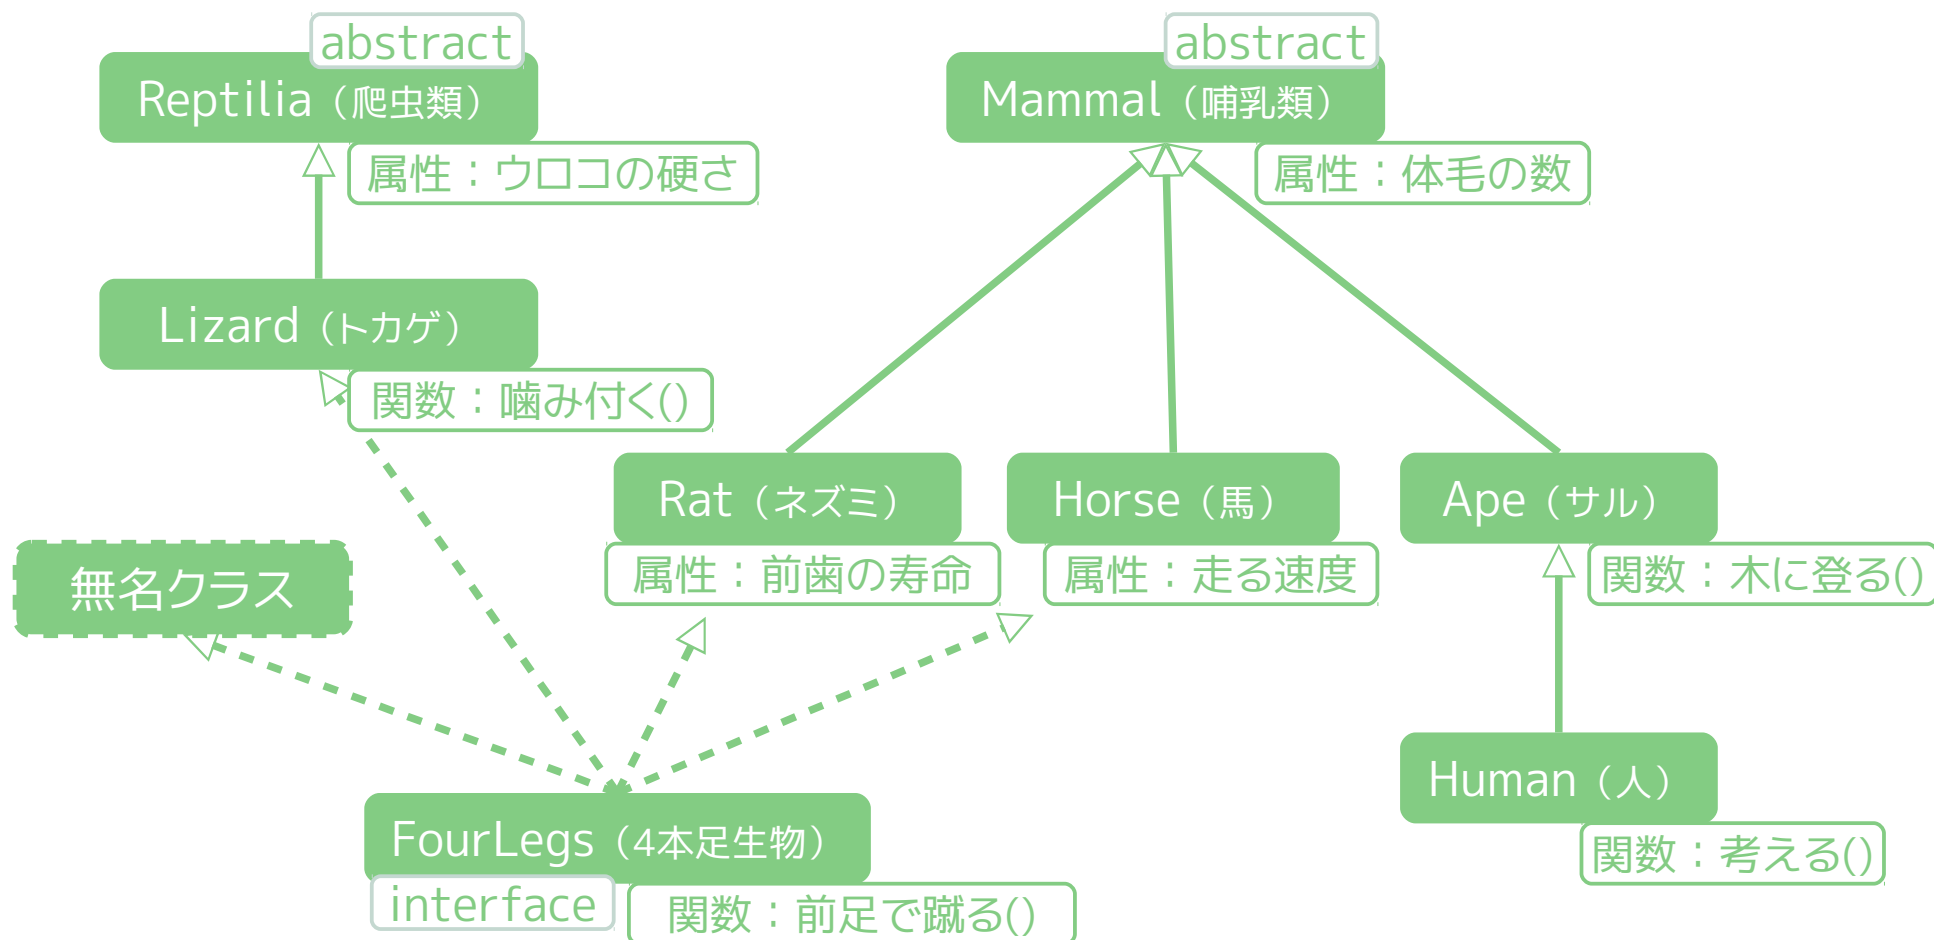 abstract
Reptilia（爬虫類）
属性：ウロコの硬さ
abstract
Mammal（哺乳類）
属性：体毛の数
Lizard（トカゲ）
関数：噛み付く()
Rat（ネズミ）
属性：前歯の寿命
Horse（馬）
属性：走る速度
Ape（サル）
関数：木に登る()
無名クラス
Human（人）
関数：考える()
FourLegs（4本足生物）
interface
関数：前足で蹴る()